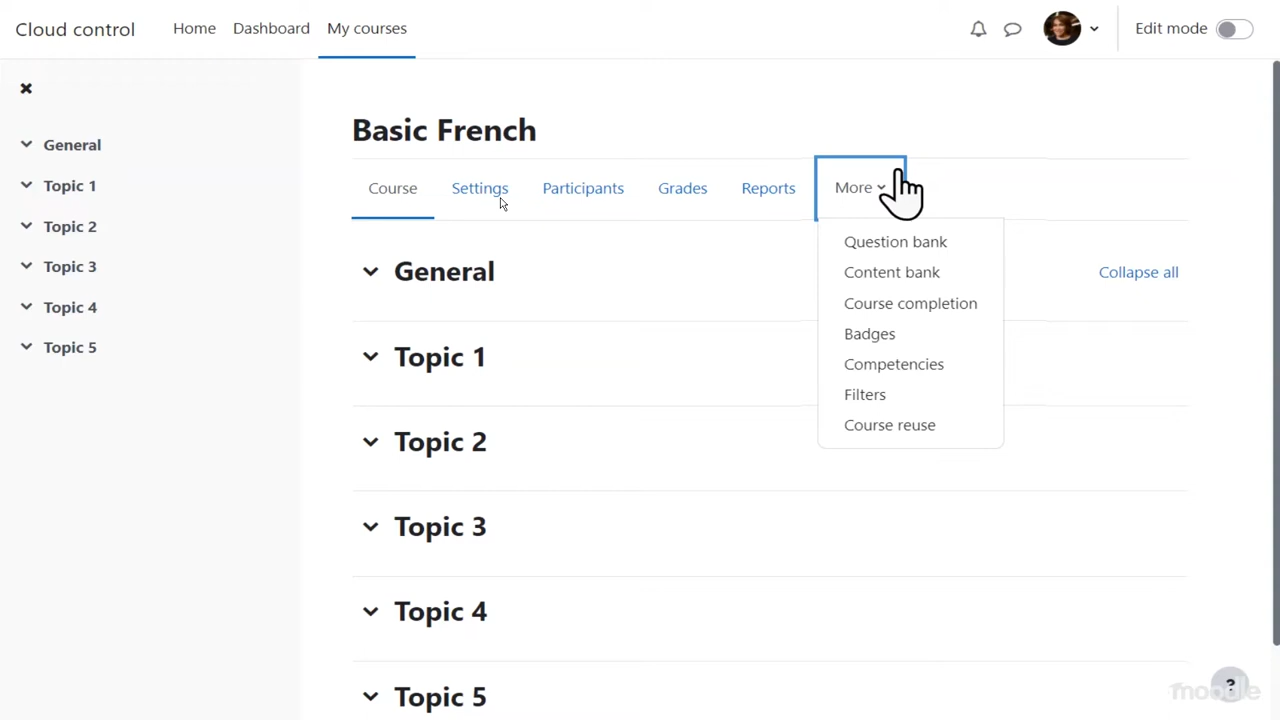 Cloud control
Home Dashboard My courses
Edit mode
General
Topic 1
Topic 2
Topic 3
Topic 4
Topic 5
Basic French
Course Settings Participants Grades Reports More
Question bank
Content bank
Course completion
Badges
Competencies
Filters
Course reuse
General
Collapse all
Topic 1
Topic 2
Topic 3
Topic 4
Topic 5
?
moodle